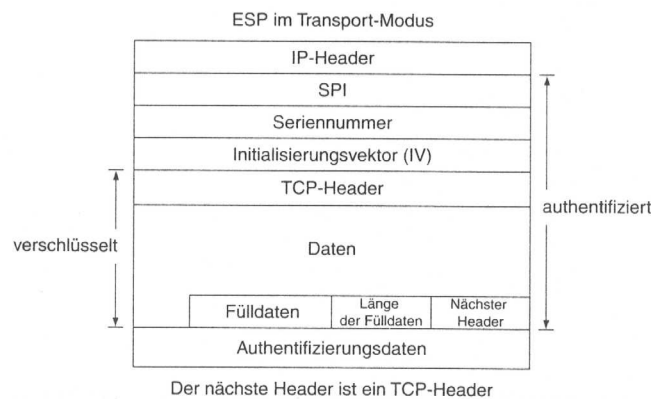 ESP im Transport-Modus
IP-Header
SPI
Seriennummer
Initialisierungsvektor (IV)
TCP-Header
authentifiziert
verschlüsselt
Daten
Fülldaten
Länge
der Fülldaten
Nächster
Header
Authentifizierungsdaten
Der nächste Header ist ein TCP-Header